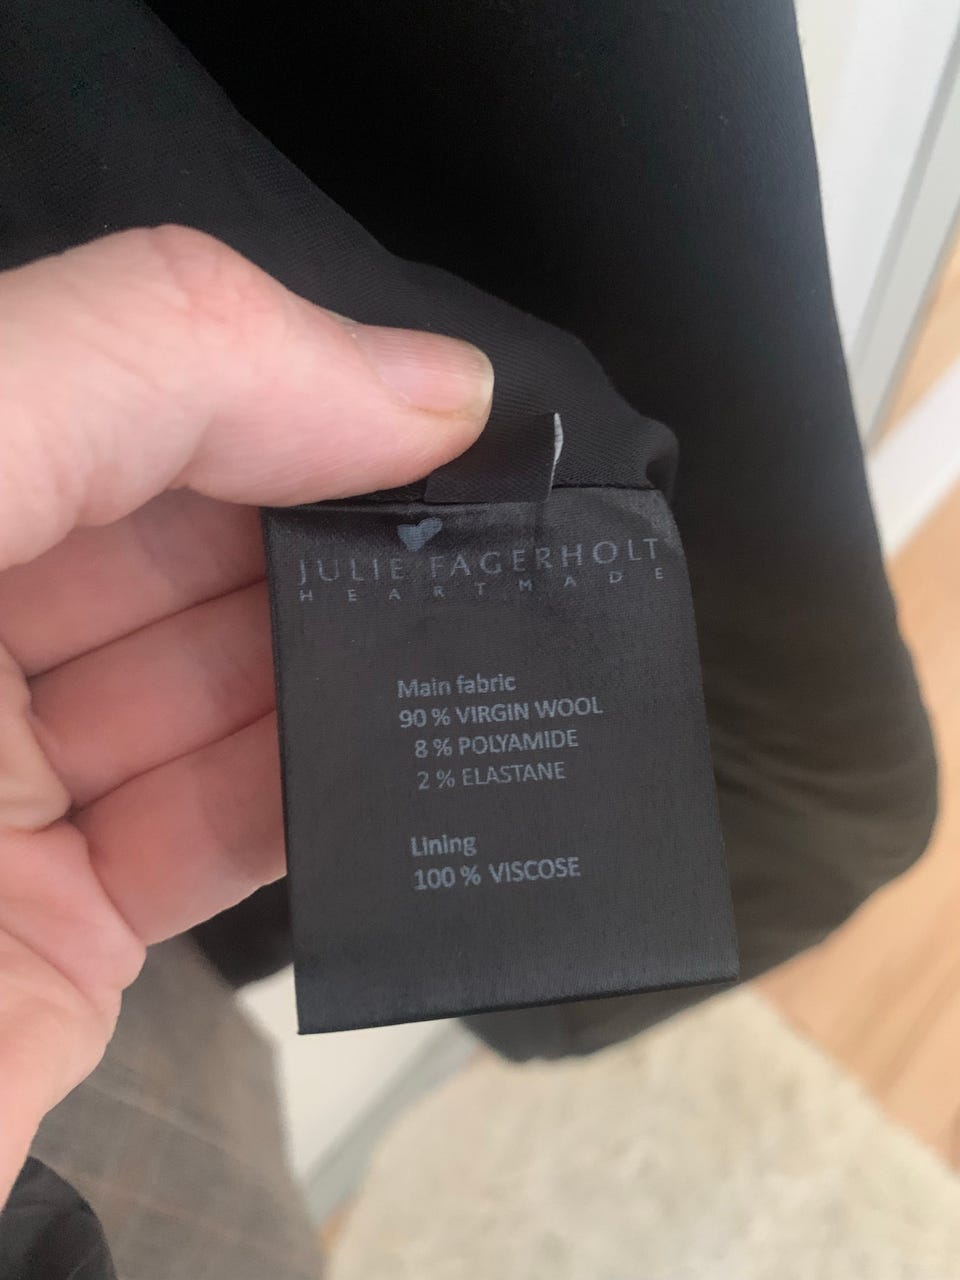 JULIE FAGERHOLT
HEARTMADE
Main fabric
90 % VIRGIN WOOL
8 % POLYAMIDE
2 % ELASTANE
Lining
100 % VISCOSE